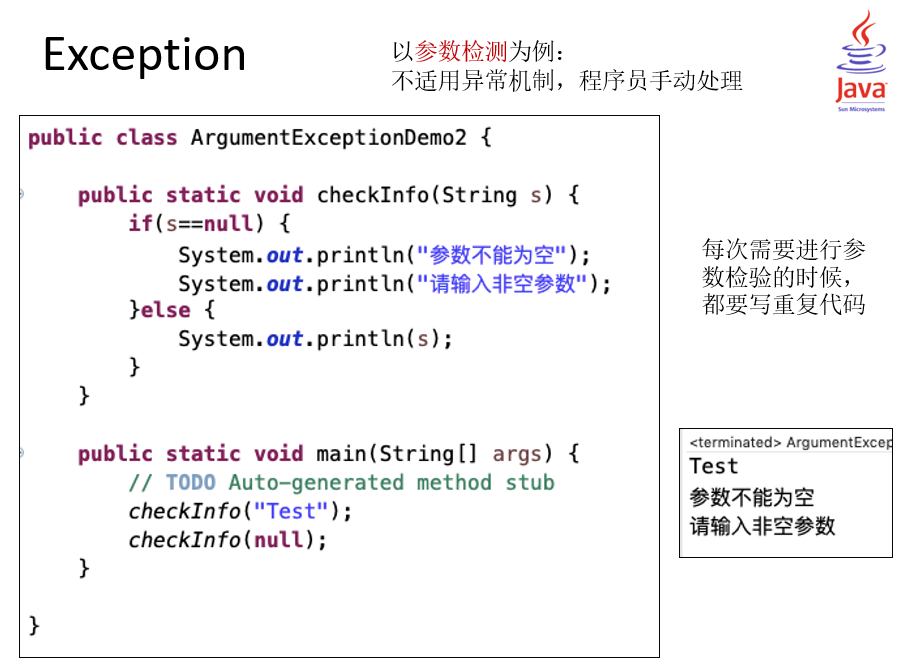 Exception
以参数检测为例：
不适用异常机制，程序员手动处理
Java
Sun Microsystems
public class ArgumentExceptionDemo2 {
public static void checkInfo(String s) {
if(s==null) {
System.out.println("参数不能为空");
System.out.println("请输入非空参数");
}else {
System.out.println(s);
}
}
public static void main(String[] args) {
// TODO Auto-generated method stub
checkInfo("Test");
checkInfo(null);
}
}
每次需要进行参
数检验的时候，
都要写重复代码
<terminated> ArgumentExcep
Test
参数不能为空
请输入非空参数